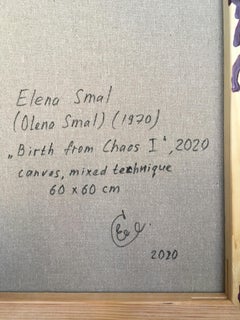 Elena Smal
(Olena Smal) (1970)
„Birth from Chaos I“, 2020
canvas, mixed technique
60 x 60 cm
2020